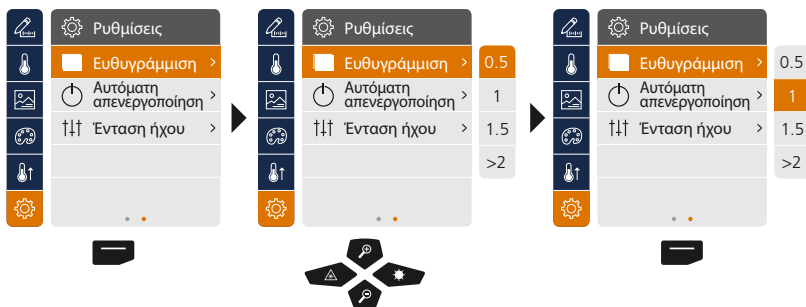 Ρυθμίσεις
Ευθυγράμμιση
Αυτόματη
απενεργοποίηση
Ένταση ήχου
Ρυθμίσεις
Ευθυγράμμιση
Αυτόματη
απενεργοποίηση
Ένταση ήχου
0.5
1
1.5
>2
Ρυθμίσεις
Ευθυγράμμιση
Αυτόματη
απενεργοποίηση
Ένταση ήχου
0.5
1
1.5
>2